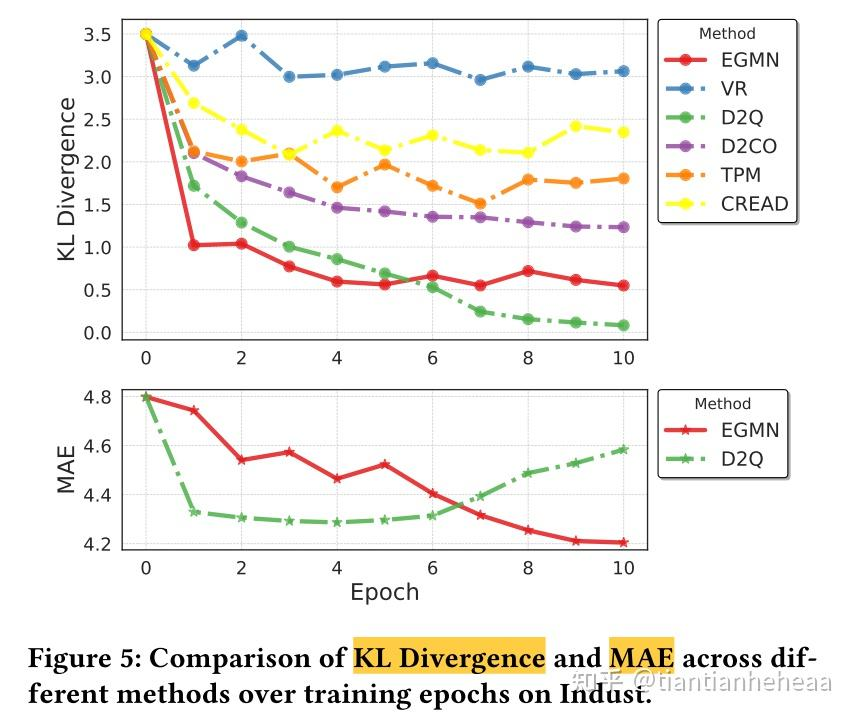 3.5
3.0
2.5
2.0
1.5
1.0
0.5
0.0
KL Divergence
0 2 4 6 8 10
Method
EGMN
VR
D2Q
D2CO
TPM
CREAD
4.8
4.6
4.4
4.2
MAE
0 2 4 6 8 10
Epoch
Method
EGMN
D2Q
Figure 5: Comparison of KL Divergence and MAE across dif-
ferent methods over training epochs on Indust.
知乎 @tiantianheheaa